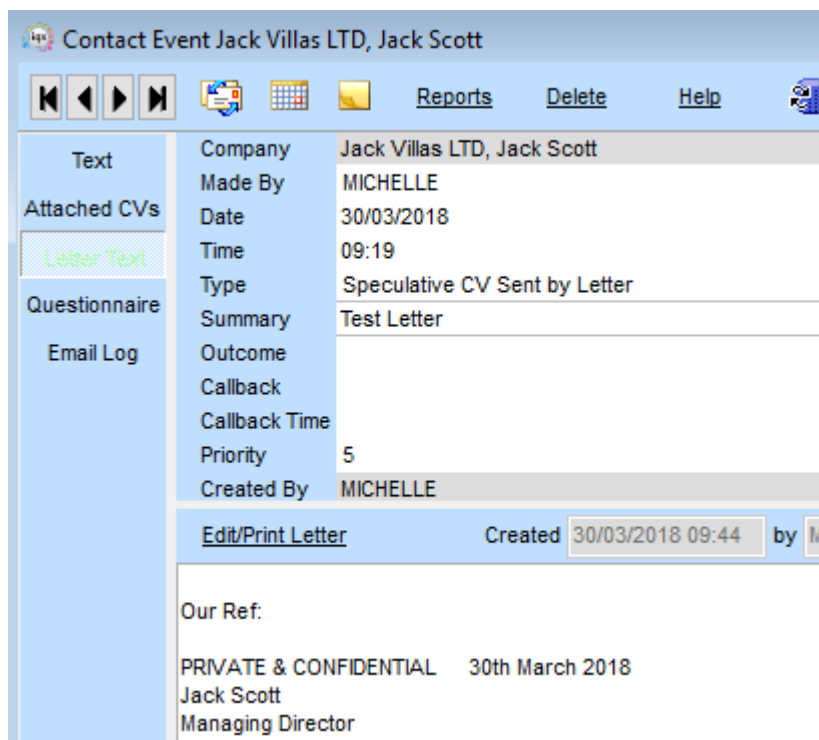 Contact Event Jack Villas LTD, Jack Scott
Reports Delete Help
Text
Attached CVs
Letter Text
Questionnaire
Email Log
Company Jack Villas LTD, Jack Scott
Made By MICHELLE
Date 30/03/2018
Time 09:19
Type Speculative CV Sent by Letter
Summary Test Letter
Outcome
Callback
Callback Time
Priority 5
Created By MICHELLE
Edit/Print Letter Created 30/03/2018 09:44 by
Our Ref:
PRIVATE & CONFIDENTIAL 30th March 2018
Jack Scott
Managing Director